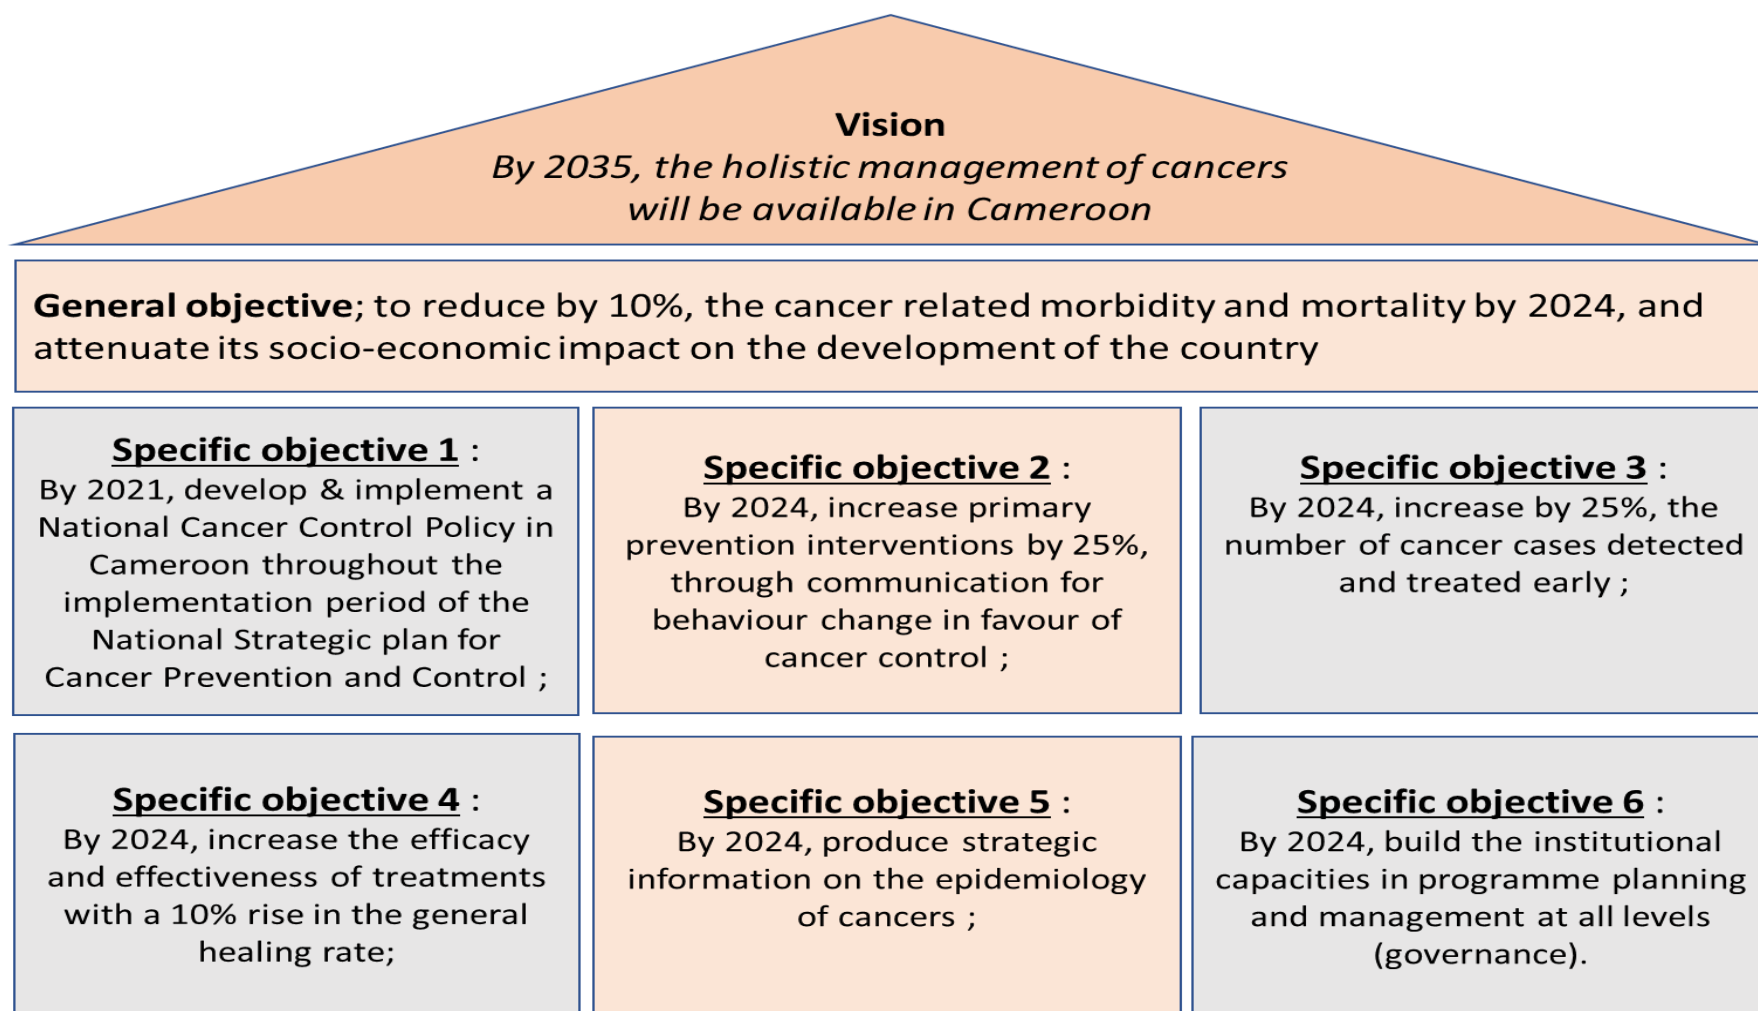 Vision
By 2035, the holistic management of cancers
will be available in Cameroon
General objective; to reduce by 10%, the cancer related morbidity and mortality by 2024, and
attenuate its socio-economic impact on the development of the country
Specific objective 1 :
By 2021, develop & implement a
National Cancer Control Policy in
Cameroon throughout the
implementation period of the
National Strategic plan for
Cancer Prevention and Control ;
Specific objective 2 :
By 2024, increase primary
prevention interventions by 25%,
through communication for
behaviour change in favour of
cancer control ;
Specific objective 3 :
By 2024, increase by 25%, the
number of cancer cases detected
and treated early ;
Specific objective 4 :
By 2024, increase the efficacy
and effectiveness of treatments
with a 10% rise in the general
healing rate;
Specific objective 5 :
By 2024, produce strategic
information on the epidemiology
of cancers ;
Specific objective 6 :
By 2024, build the institutional
capacities in programme planning
and management at all levels
(governance).